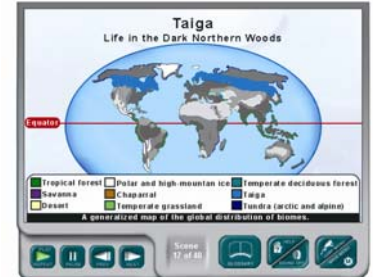 Taiga
Life in the Dark Northern Woods
Equator
Tropical forest Polar and high-mountan ice Temperate deciduous forest
Savanna Chaparral Taiga
Desert Temperate grassland Tundra (arctic and alpine)
A generalized map of the global distribution of biomes.
Scene
12 of 40